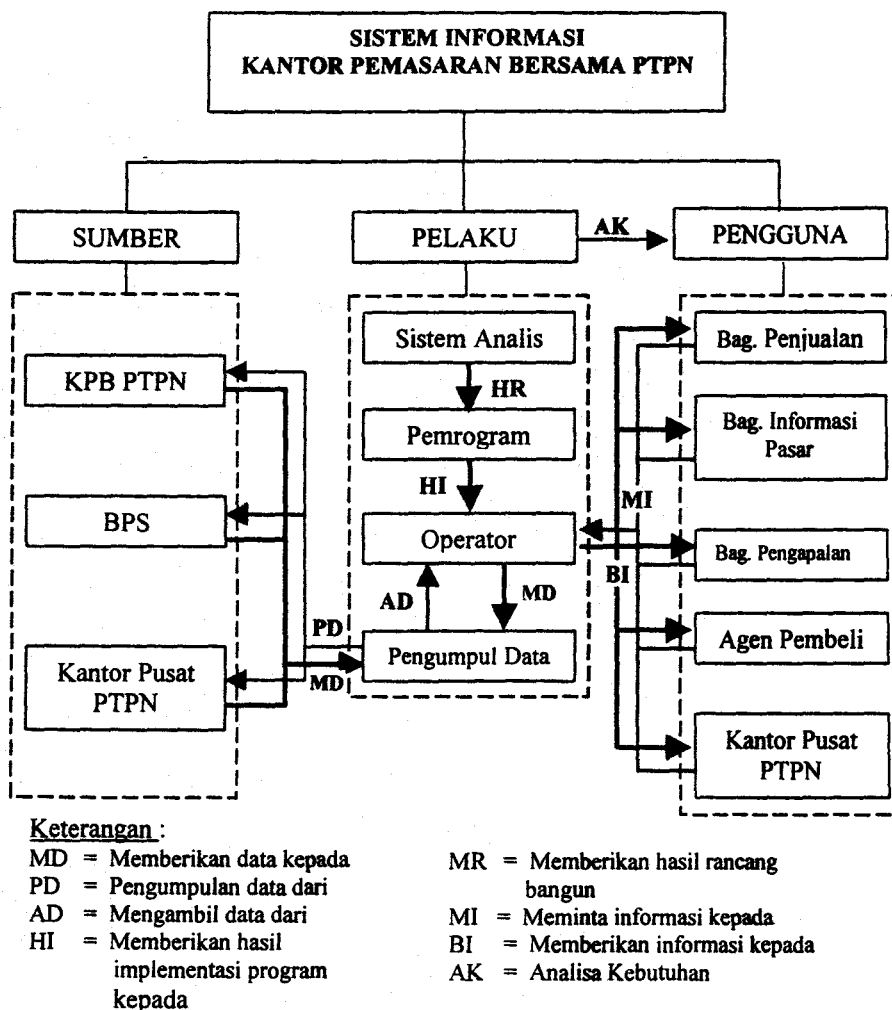 SISTEM INFORMASI
KANTOR PEMASARAN BERSAMA PTPN
SUMBER
PELAKU
AK
PENGGUNA
KPB PTPN
BPS
Kantor Pusat
PTPN
Sistem Analis
HR
Pemrogram
HI
Operator
AD
MD
Pengumpul Data
PD
MD
MI
BI
Bag. Penjualan
Bag. Informasi
Pasar
Bag. Pengapalan
Agen Pembeli
Kantor Pusat
PTPN
Keterangan :
MD = Memberikan data kepada
PD = Pengumpulan data dari
AD = Mengambil data dari
HI = Memberikan hasil
implementasi program
kepada
MR = Memberikan hasil rancang
bangun
MI = Meminta informasi kepada
BI = Memberikan informasi kepada
AK = Analisa Kebutuhan